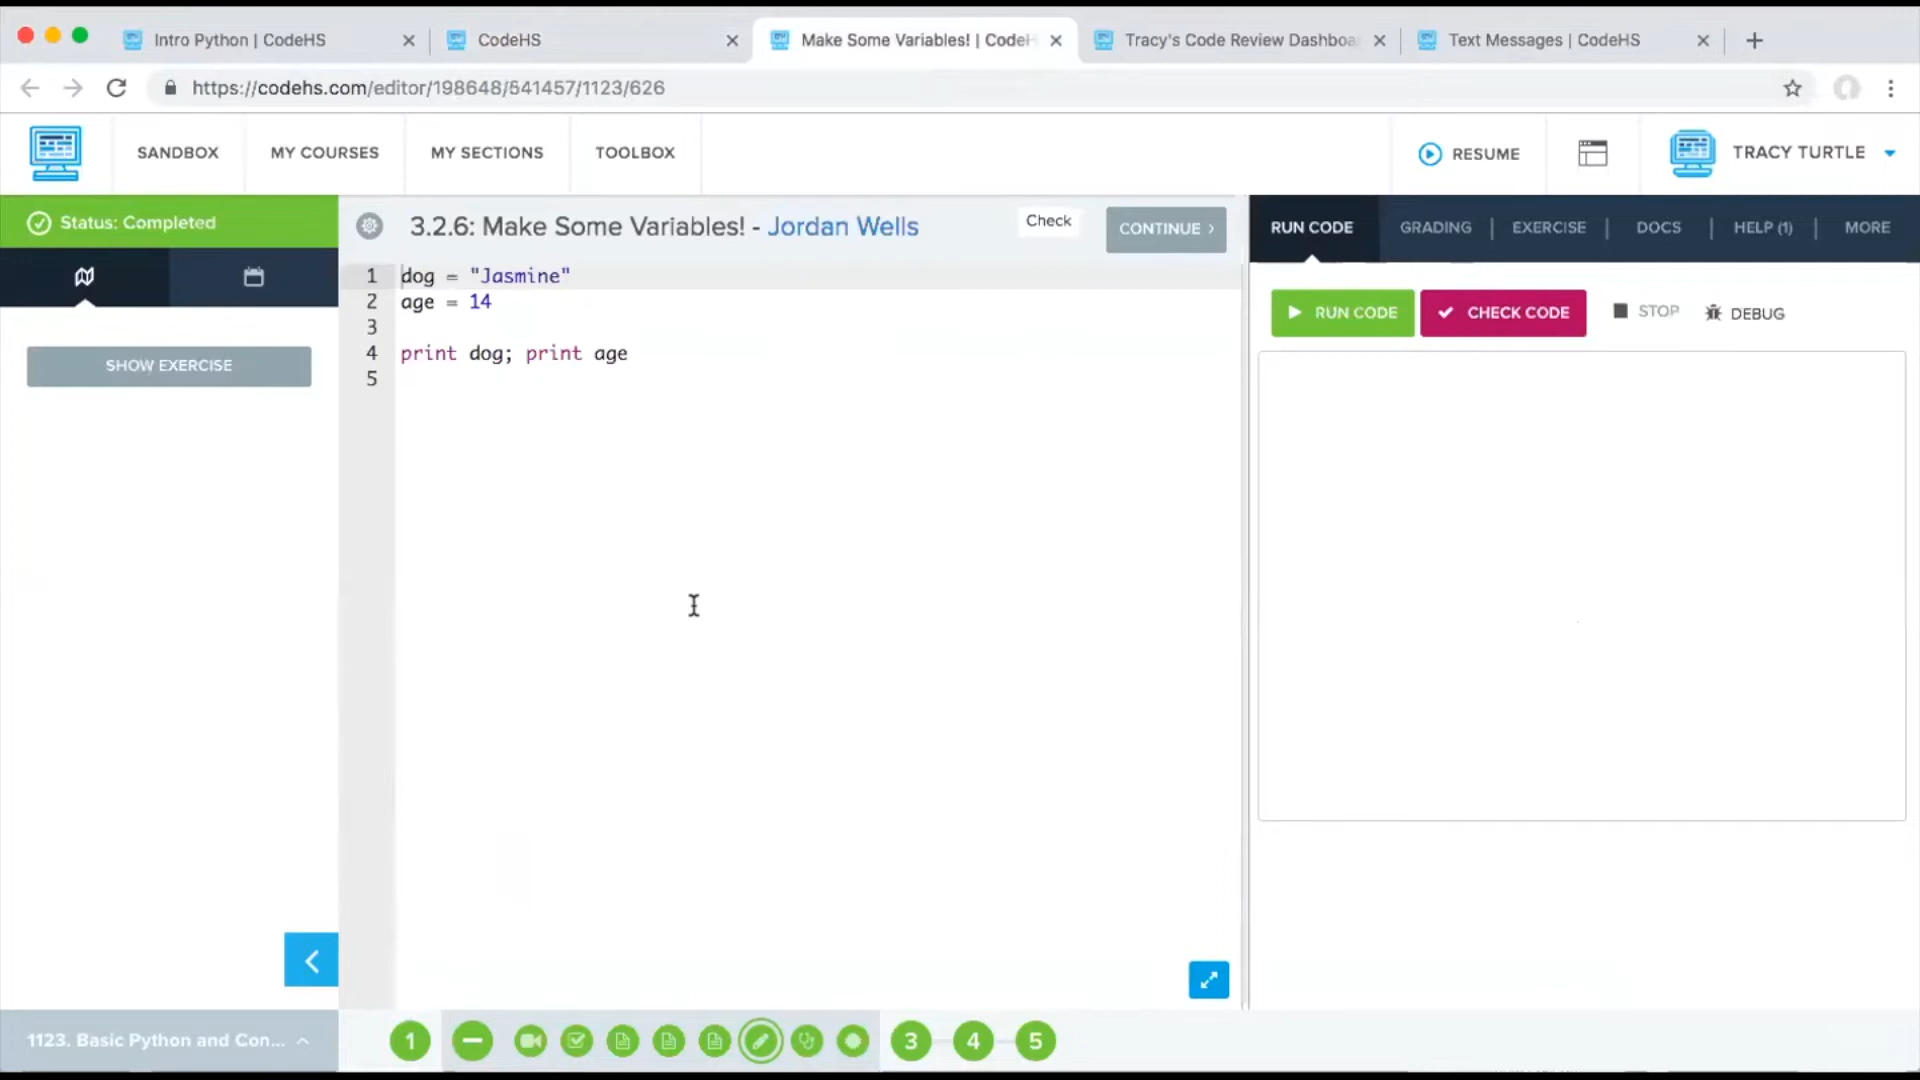 Intro Python | CodeHS
CodeHS
Make Some Variables! | CodeH
Tracy's Code Review Dashboa
Text Messages | CodeHS
https://codehs.com/editor/198648/541457/1123/626
SANDBOX
MY COURSES
MY SECTIONS
TOOLBOX
RESUME
TRACY TURTLE
Status: Completed
SHOW EXERCISE
3.2.6: Make Some Variables! - Jordan Wells
Check
CONTINUE ›
1 dog = "Jasmine"
2 age = 14
3
4 print dog; print age
5
RUN CODE
GRADING
EXERCISE
DOCS
HELP (1)
MORE
RUN CODE
CHECK CODE
STOP
DEBUG
1123. Basic Python and Con...
1
3
4
5